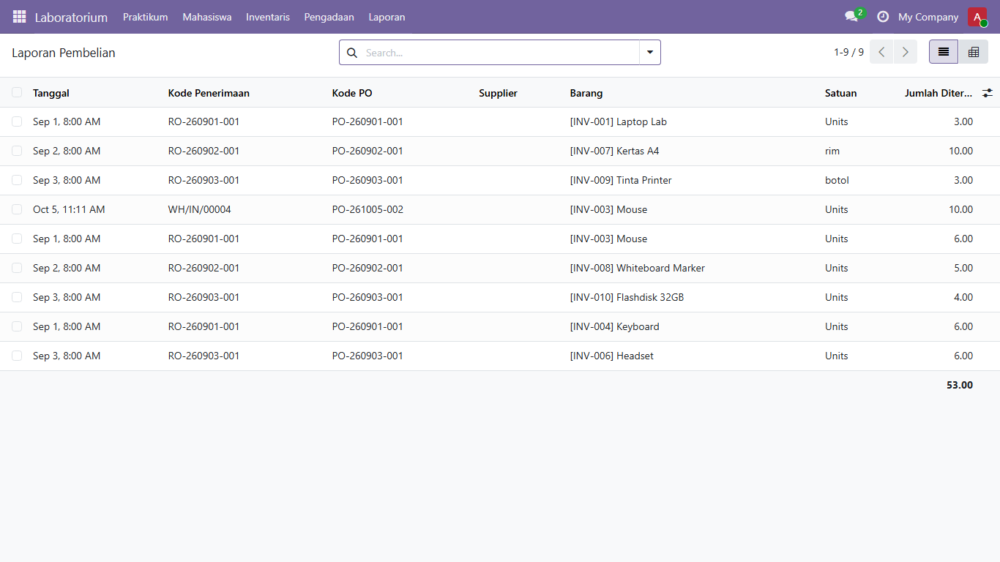 Laboratorium Praktikum Mahasiswa Inventaris Pengadaan Laporan 2 My Company A
Laporan Pembelian Search... 1-9 / 9
Tanggal Kode Penerimaan Kode PO Supplier Barang Satuan Jumlah Diter...
Sep 1, 8:00 AM RO-260901-001 PO-260901-001 [INV-001] Laptop Lab Units 3.00
Sep 2, 8:00 AM RO-260902-001 PO-260902-001 [INV-007] Kertas A4 rim 10.00
Sep 3, 8:00 AM RO-260903-001 PO-260903-001 [INV-009] Tinta Printer botol 3.00
Oct 5, 11:11 AM WH/IN/00004 PO-261005-002 [INV-003] Mouse Units 10.00
Sep 1, 8:00 AM RO-260901-001 PO-260901-001 [INV-003] Mouse Units 6.00
Sep 2, 8:00 AM RO-260902-001 PO-260902-001 [INV-008] Whiteboard Marker Units 5.00
Sep 3, 8:00 AM RO-260903-001 PO-260903-001 [INV-010] Flashdisk 32GB Units 4.00
Sep 1, 8:00 AM RO-260901-001 PO-260901-001 [INV-004] Keyboard Units 6.00
Sep 3, 8:00 AM RO-260903-001 PO-260903-001 [INV-006] Headset Units 6.00
53.00